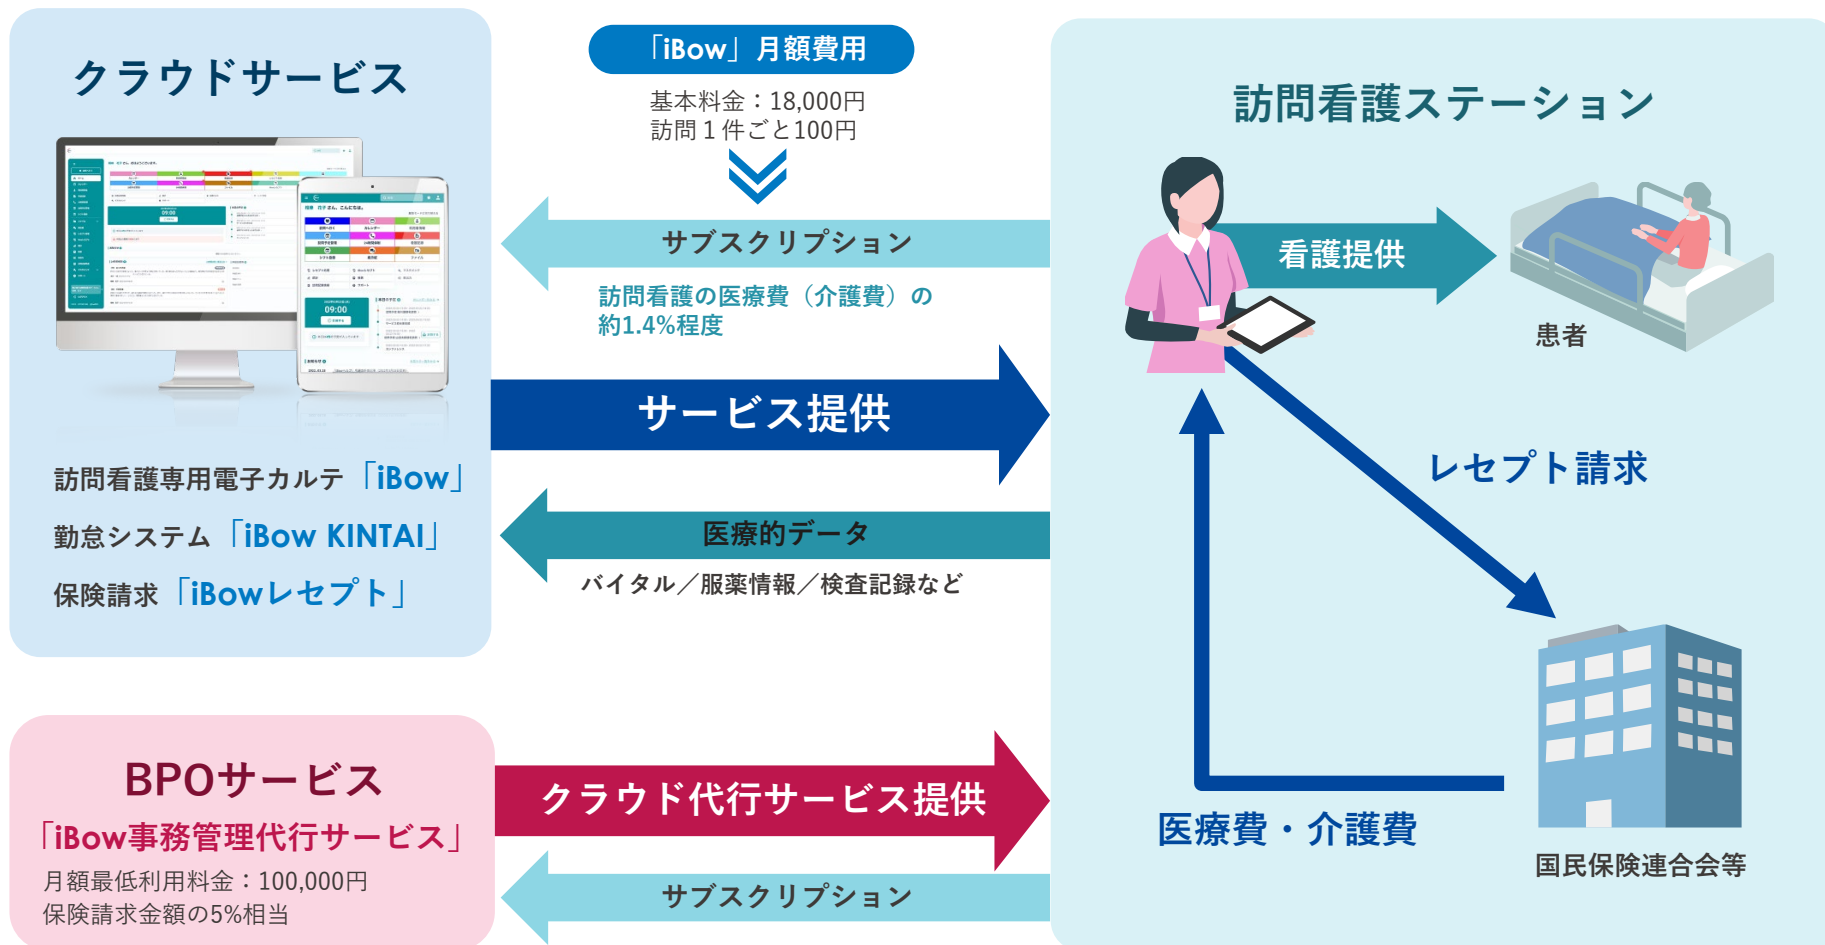 クラウドサービス
09:00
09:00
訪問看護専用電子カルテ「iBow」
勤怠システム「iBow KINTAI」
保険請求「iBowレセプト」
「iBow」月額費用
基本料金：18,000円
訪問１件ごと100円
サブスクリプション
訪問看護の医療費（介護費）の
約1.4%程度
サービス提供
医療的データ
バイタル／服薬情報／検査記録など
訪問看護ステーション
看護提供
患者
レセプト請求
医療費・介護費
国民保険連合会等
BPOサービス
「iBow事務管理代行サービス」
月額最低利用料金：100,000円
保険請求金額の5%相当
クラウド代行サービス提供
サブスクリプション